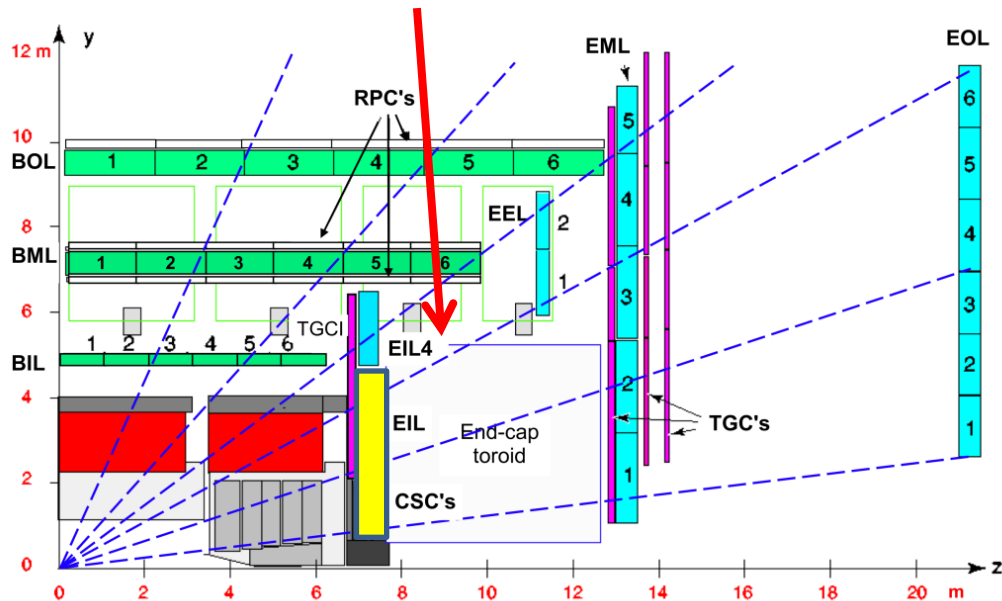 y
12 m
EML
EOL
RPC's
6
5
10
BOL
1 2 3 4 5 6
5
8
EEL
2
4
4
BML
1 2 3 4 5 6
1
3
3
6
TGCI
EIL4
1 2 3 4 5 6
BIL
2
2
4
EIL
End-cap
toroid
TGC's
1
2
1
CSC's
0
z
0 2 4 6 8 10 12 14 16 18 20 m